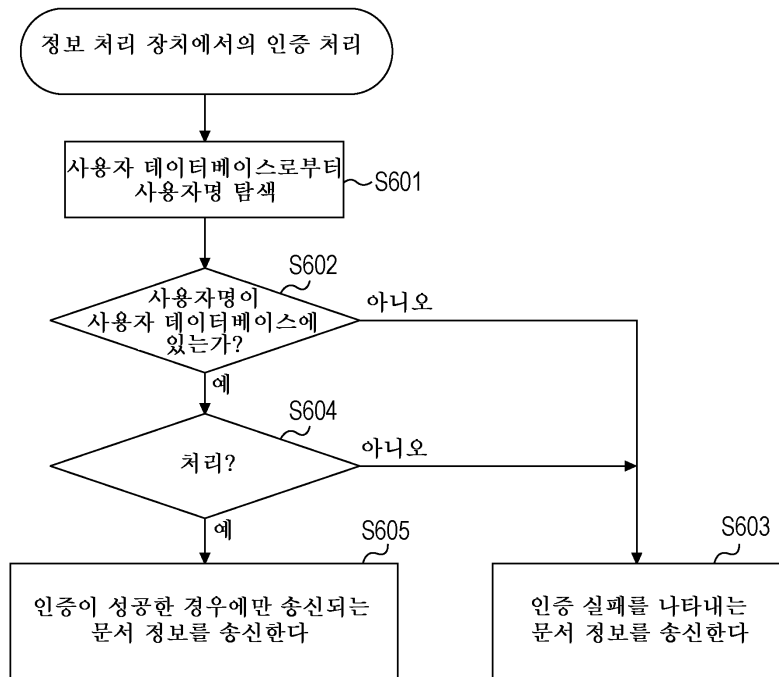 정보 처리 장치에서의 인증 처리
사용자 데이터베이스로부터
사용자명 탐색
S601
S602
사용자명이
사용자 데이터베이스에
있는가?
아니오
예
S604
처리?
아니오
예
S605
인증이 성공한 경우에만 송신되는
문서 정보를 송신한다
S603
인증 실패를 나타내는
문서 정보를 송신한다